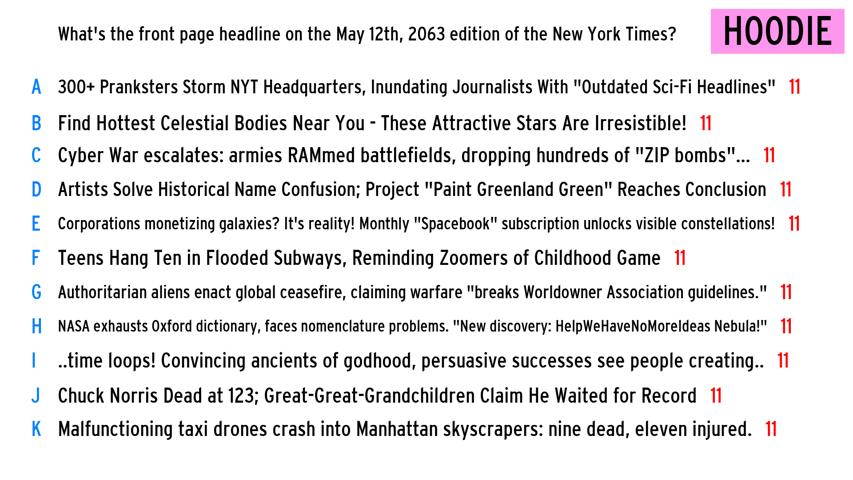 What's the front page headline on the May 12th, 2063 edition of the New York Times?
HOODIE
A 300+ Pranksters Storm NYT Headquarters, Inundating Journalists With "Outdated Sci-Fi Headlines" 11
B Find Hottest Celestial Bodies Near You - These Attractive Stars Are Irresistible! 11
C Cyber War escalates: armies RAMmed battlefields, dropping hundreds of "ZIP bombs"... 11
D Artists Solve Historical Name Confusion; Project "Paint Greenland Green" Reaches Conclusion 11
E Corporations monetizing galaxies? It's reality! Monthly "Spacebook" subscription unlocks visible constellations! 11
F Teens Hang Ten in Flooded Subways, Reminding Zoomers of Childhood Game 11
G Authoritarian aliens enact global ceasefire, claiming warfare "breaks Worldowner Association guidelines." 11
H NASA exhausts Oxford dictionary, faces nomenclature problems. "New discovery: HelpWeHaveNoMoreIdeas Nebula!" 11
I ..time loops! Convincing ancients of godhood, persuasive successes see people creating.. 11
J Chuck Norris Dead at 123; Great-Great-Grandchildren Claim He Waited for Record 11
K Malfunctioning taxi drones crash into Manhattan skyscrapers: nine dead, eleven injured. 11